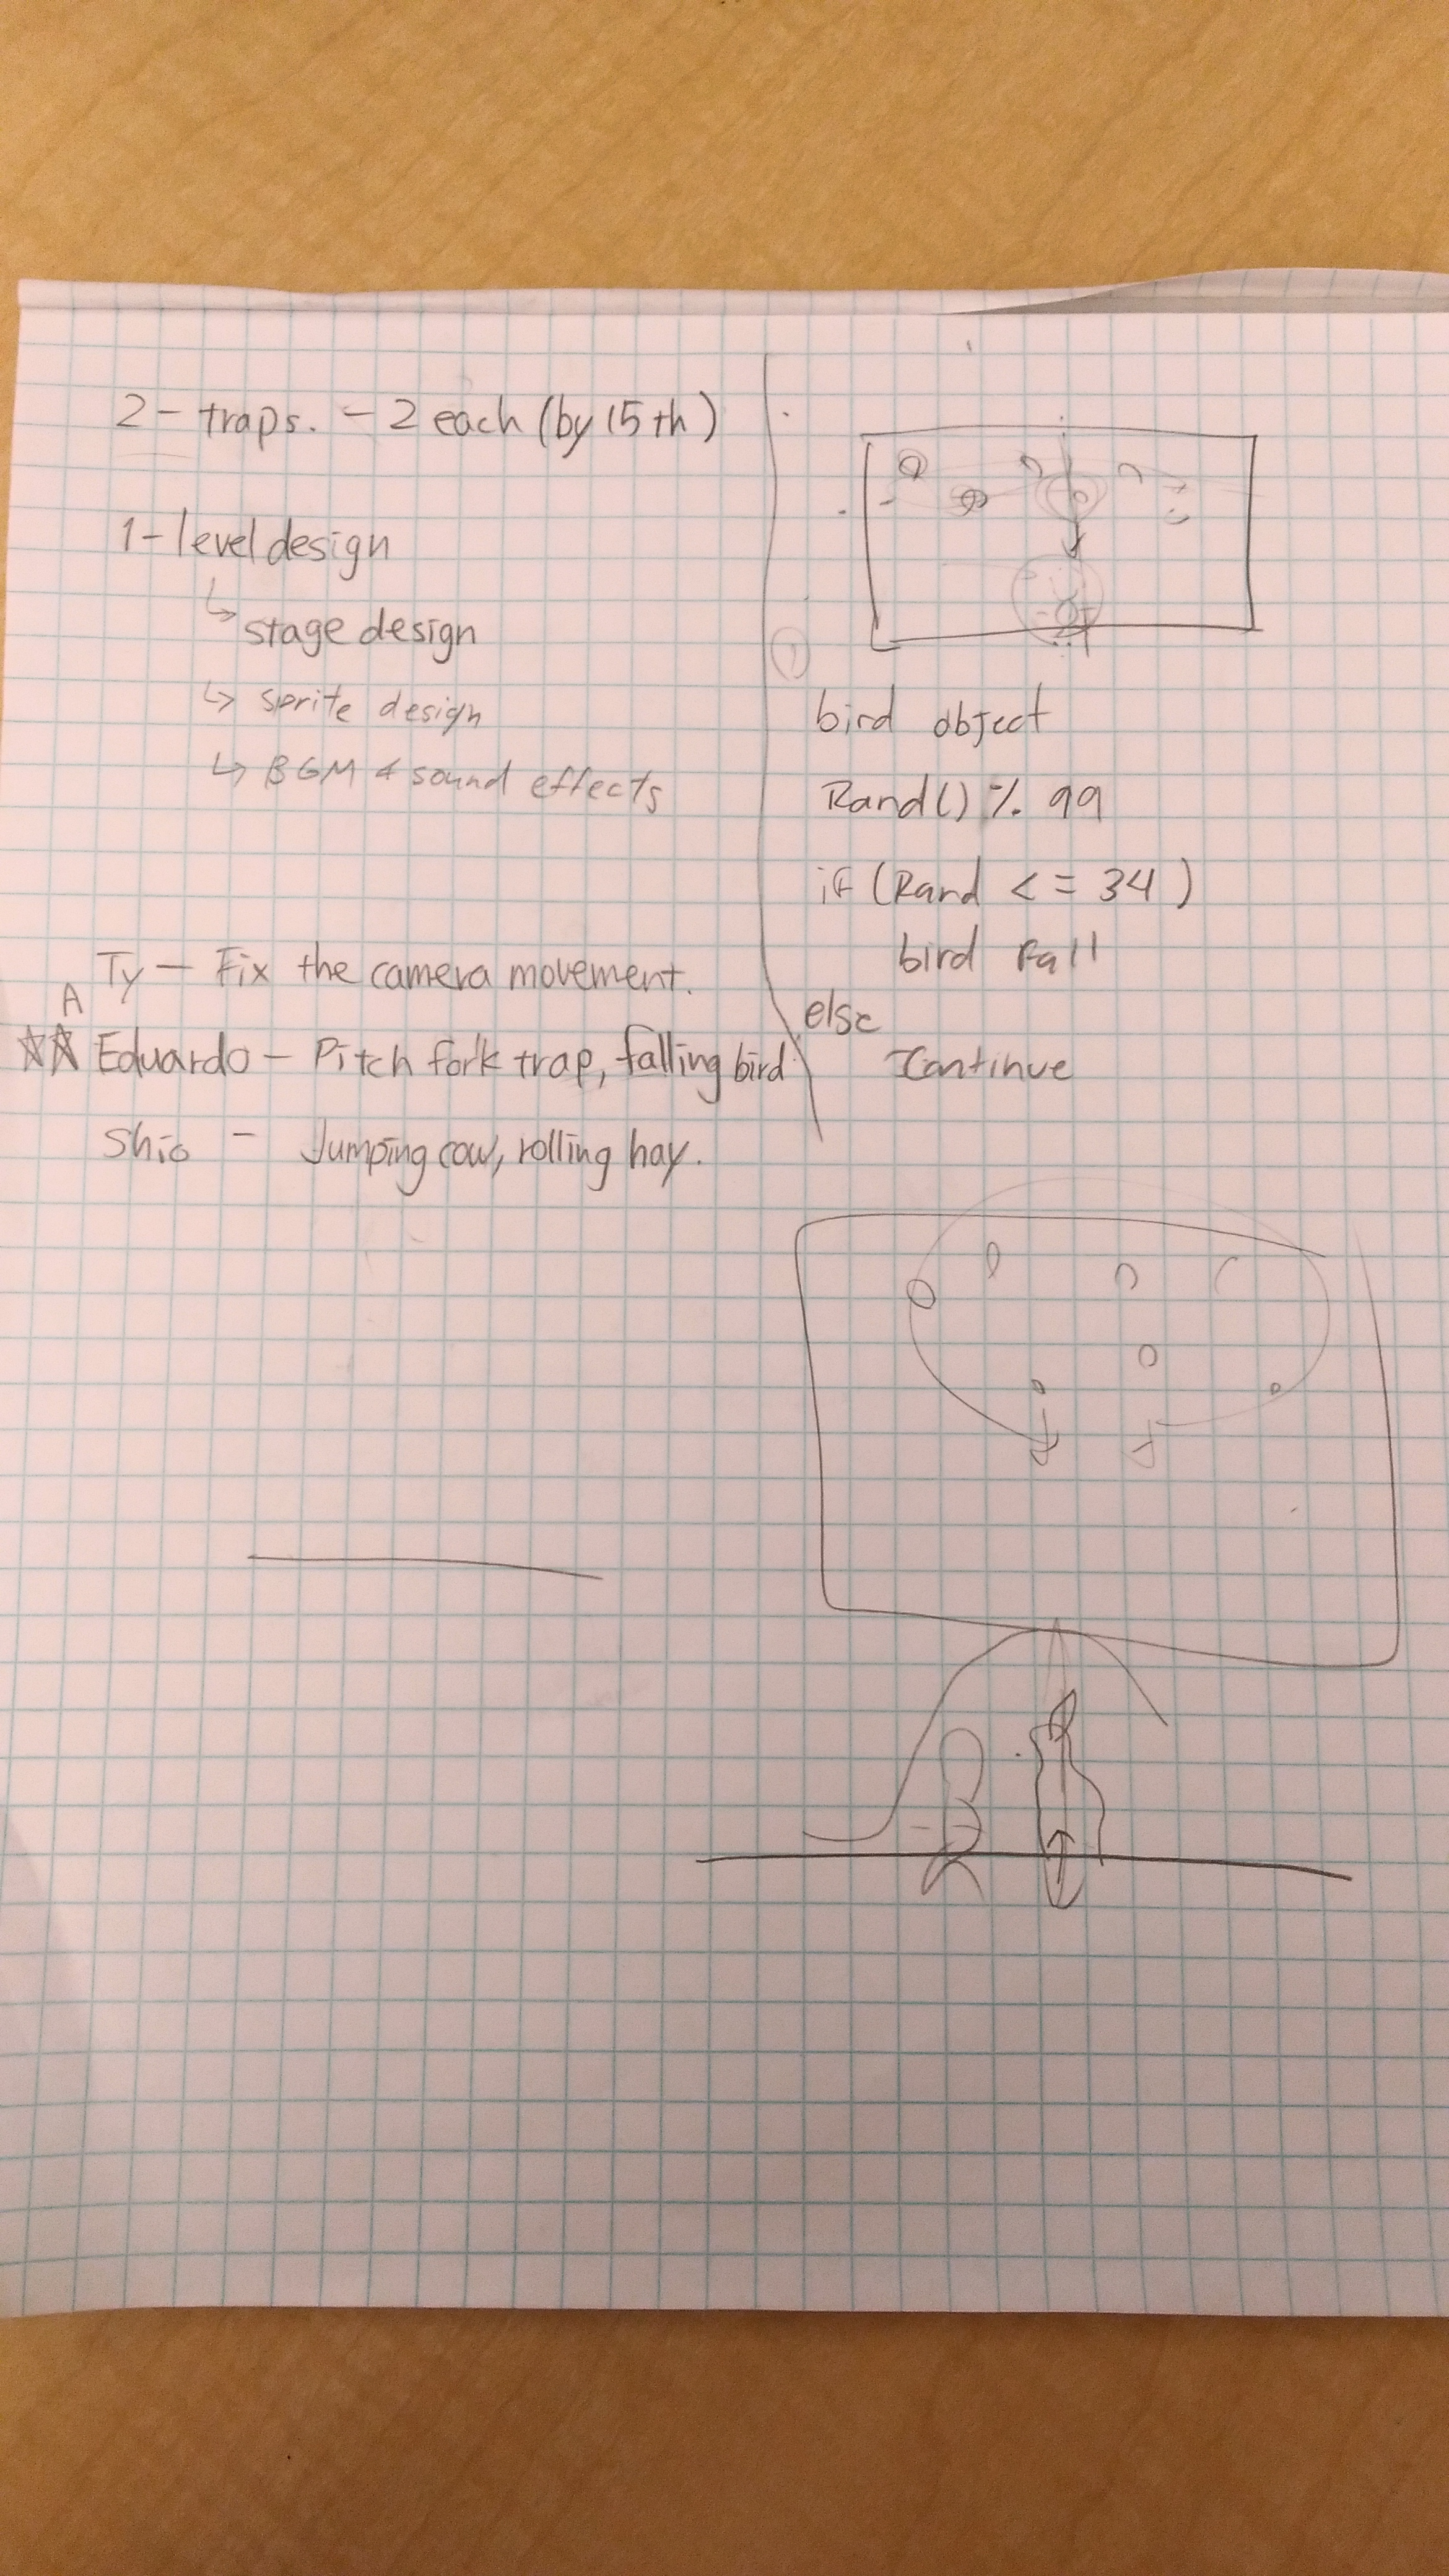 2 - traps. - 2 each (by 15th)
1 - level design
↳ stage design
↳ sprite design
↳ BGM & sound effects
Ty - Fix the camera movement.
A
Eduardo - Pitch fork trap, falling bird
Shio - Jumping cow, rolling hay.
1
bird object
Rand() % 99
if (Rand <= 34 )
bird fall
else
Continue